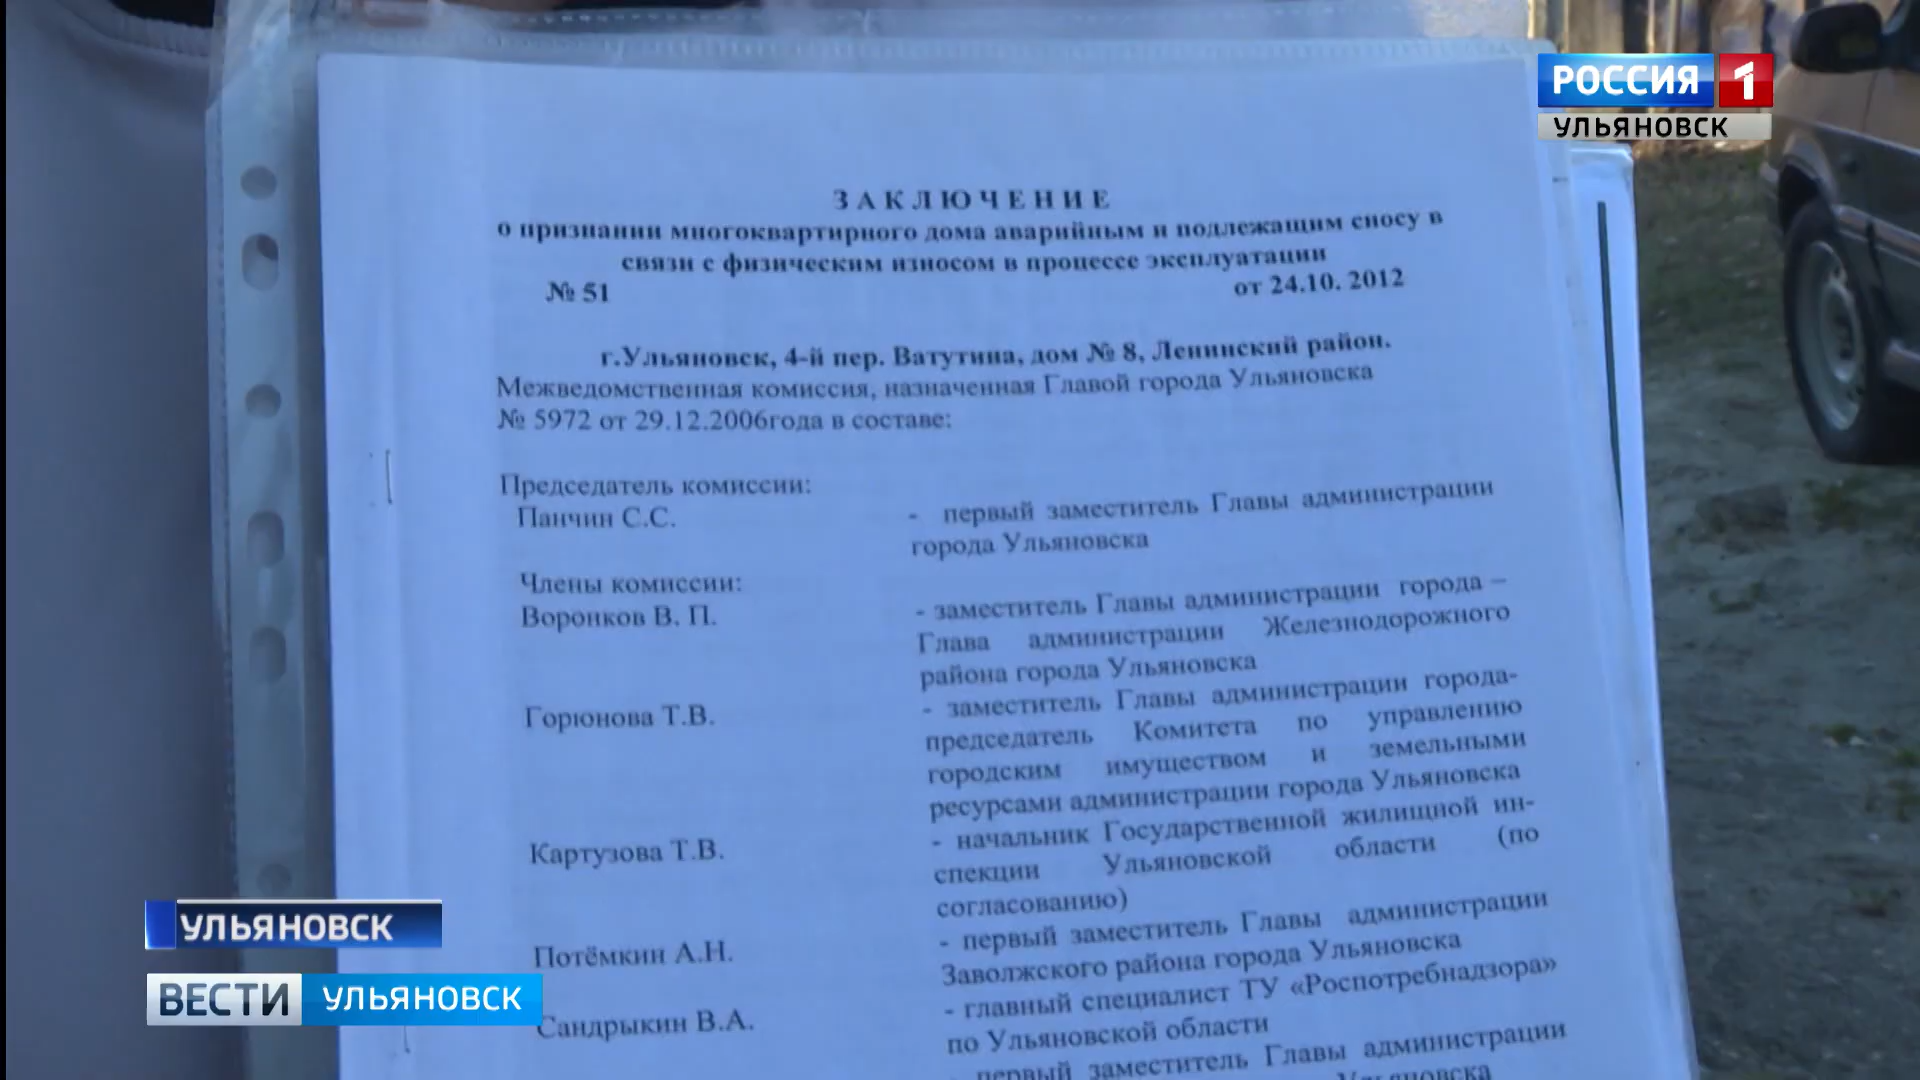 РОССИЯ 1
УЛЬЯНОВСК
ЗАКЛЮЧЕНИЕ
о признании многоквартирного дома аварийным и подлежащим сносу в
связи с физическим износом в процессе эксплуатации
№ 51 от 24.10. 2012
г.Ульяновск, 4-й пер. Ватутина, дом № 8, Ленинский район.
Межведомственная комиссия, назначенная Главой города Ульяновска
№ 5972 от 29.12.2006года в составе:
Председатель комиссии:
Панчин С.С. - первый заместитель Главы администрации
города Ульяновска
Члены комиссии:
Воронков В. П. - заместитель Главы администрации города –
Глава администрации Железнодорожного
района города Ульяновска
Горюнова Т.В. - заместитель Главы администрации города-
председатель Комитета по управлению
городским имуществом и земельными
ресурсами администрации города Ульяновска
Картузова Т.В. - начальник Государственной жилищной ин-
спекции Ульяновской области (по
согласованию)
Потёмкин А.Н. - первый заместитель Главы администрации
Заволжского района города Ульяновска
Сандрыкин В.А. - главный специалист ТУ «Роспотребнадзора»
по Ульяновской области
- первый заместитель Главы администрации
Ульяновска
УЛЬЯНОВСК
ВЕСТИ УЛЬЯНОВСК